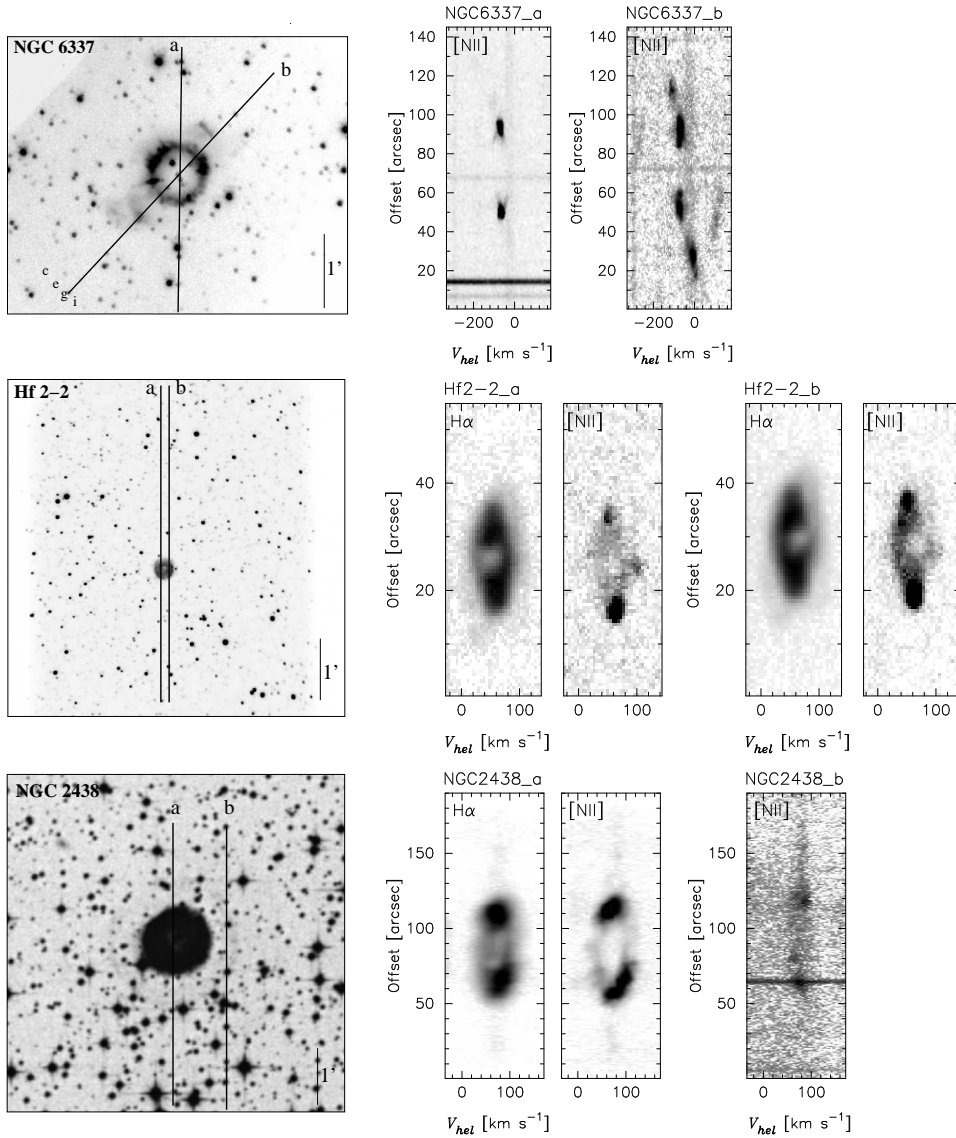 NGC 6337
a
b
c
e
g
i
1'
NGC6337_a
NGC6337_b
[NII]
[NII]
140
120
100
80
60
40
20
Offset [arcsec]
−200 0
V_hel [km s⁻¹]
140
120
100
80
60
40
20
Offset [arcsec]
−200 0
V_hel [km s⁻¹]
Hf 2−2
a b
1'
Hf2−2_a
Hα
[NII]
40
20
Offset [arcsec]
0 100
0 100
V_hel [km s⁻¹]
Hf2−2_b
Hα
[NII]
40
20
Offset [arcsec]
0 100
0 100
V_hel [km s⁻¹]
NGC 2438
a
b
1'
NGC2438_a
Hα
[NII]
150
100
50
Offset [arcsec]
0 100
0 100
V_hel [km s⁻¹]
NGC2438_b
[NII]
150
100
50
Offset [arcsec]
0 100
V_hel [km s⁻¹]